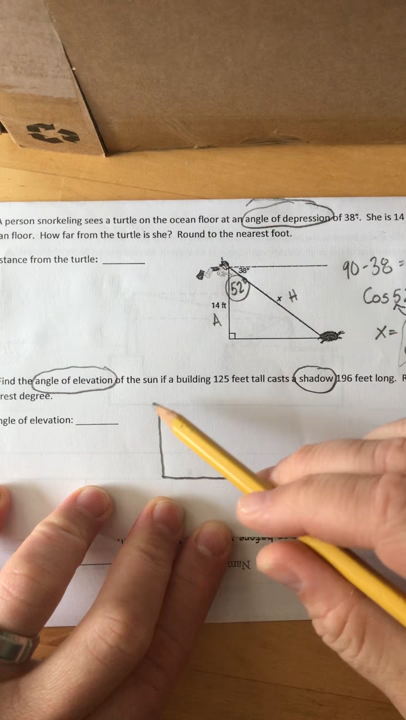 A person snorkeling sees a turtle on the ocean floor at an angle of depression of 38°. She is 14
an floor. How far from the turtle is she? Round to the nearest foot.
stance from the turtle:
38°
52°
14 ft
A
x H
90-38=
Cos 5
x=
Find the angle of elevation of the sun if a building 125 feet tall casts a shadow 196 feet long. R
rest degree.
ngle of elevation:
Nam